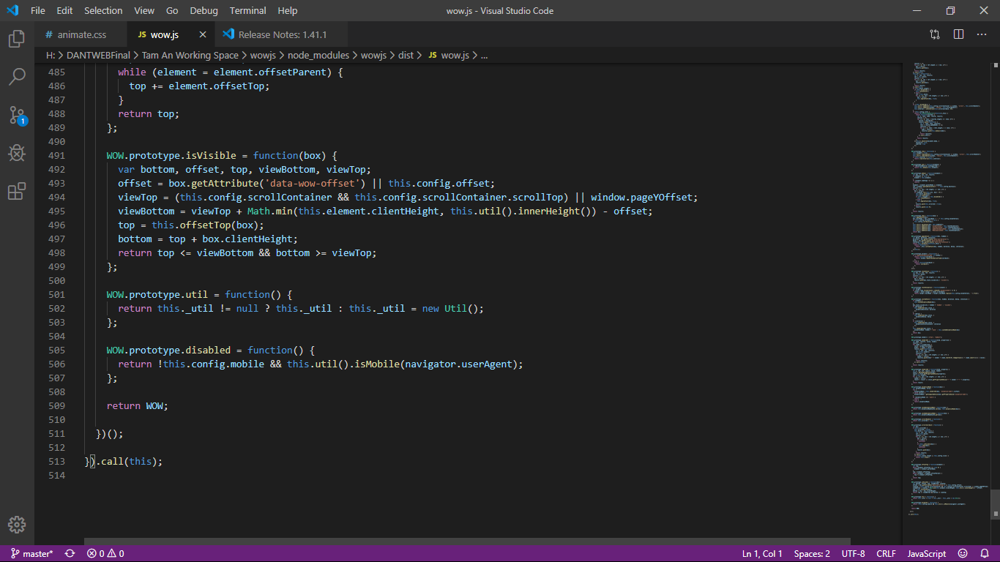 File Edit Selection View Go Debug Terminal Help
wow.js - Visual Studio Code
# animate.css
JS wow.js
Release Notes: 1.41.1
H: > DANTWEBFinal > Tam An Working Space > wowjs > node_modules > wowjs > dist > JS wow.js > ...
485 while (element = element.offsetParent) {
486 top += element.offsetTop;
487 }
488 return top;
489 };
490
491 WOW.prototype.isVisible = function(box) {
492 var bottom, offset, top, viewBottom, viewTop;
493 offset = box.getAttribute('data-wow-offset') || this.config.offset;
494 viewTop = (this.config.scrollContainer && this.config.scrollContainer.scrollTop) || window.pageYOffset;
495 viewBottom = viewTop + Math.min(this.element.clientHeight, this.util().innerHeight()) - offset;
496 top = this.offsetTop(box);
497 bottom = top + box.clientHeight;
498 return top <= viewBottom && bottom >= viewTop;
499 };
500
501 WOW.prototype.util = function() {
502 return this._util != null ? this._util : this._util = new Util();
503 };
504
505 WOW.prototype.disabled = function() {
506 return !this.config.mobile && this.util().isMobile(navigator.userAgent);
507 };
508
509 return WOW;
510
511 })();
512
513 }).call(this);
514
1
master* 0 0 Ln 1, Col 1 Spaces: 2 UTF-8 CRLF JavaScript